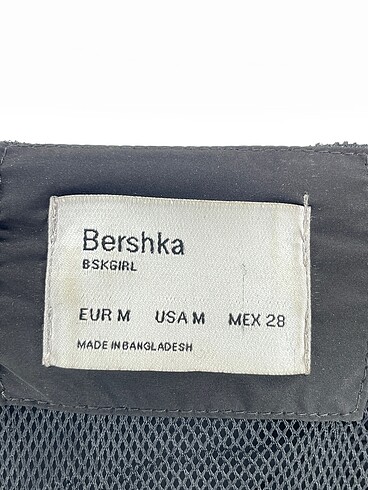 Bershka
BSKGIRL
EUR M USA M MEX 28
MADE IN BANGLADESH